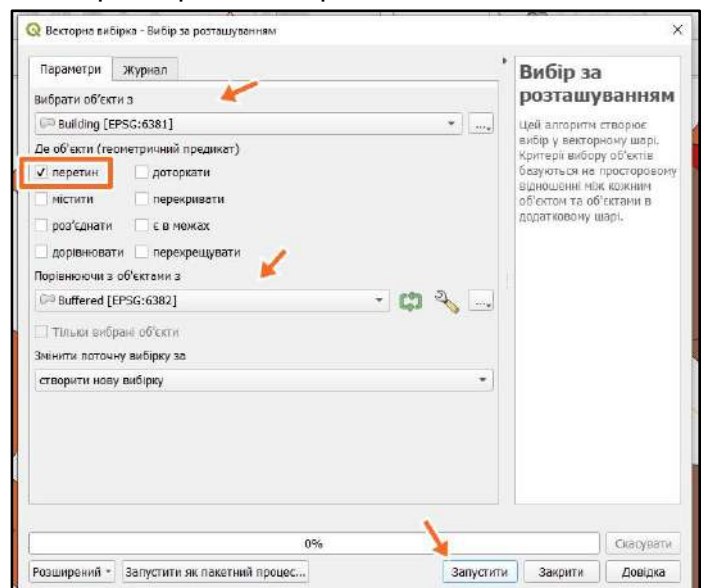 Векторна вибірка - Вибір за розташуванням
Параметри Журнал
Вибрати об'єкти з
Building [EPSG:6381]
Де об'єкти (геометричний предикат)
перетин доторкати
містити перекривати
роз'єднати є в межах
дорівнювати перехрещувати
Порівнюючи з об'єктами з
Buffered [EPSG:6382]
Тільки вибрані об'єкти
Змінити поточну вибірку за
створити нову вибірку
Вибір за
розташуванням
Цей алгоритм створює
вибір у векторному шарі.
Критерії вибору об'єктів
базуються на просторовому
відношенні між кожним
об'єктом та об'єктами в
додатковому шарі.
0%
Скасувати
Розширений Запустити як пакетний процес... Запустити Закрити Довідка